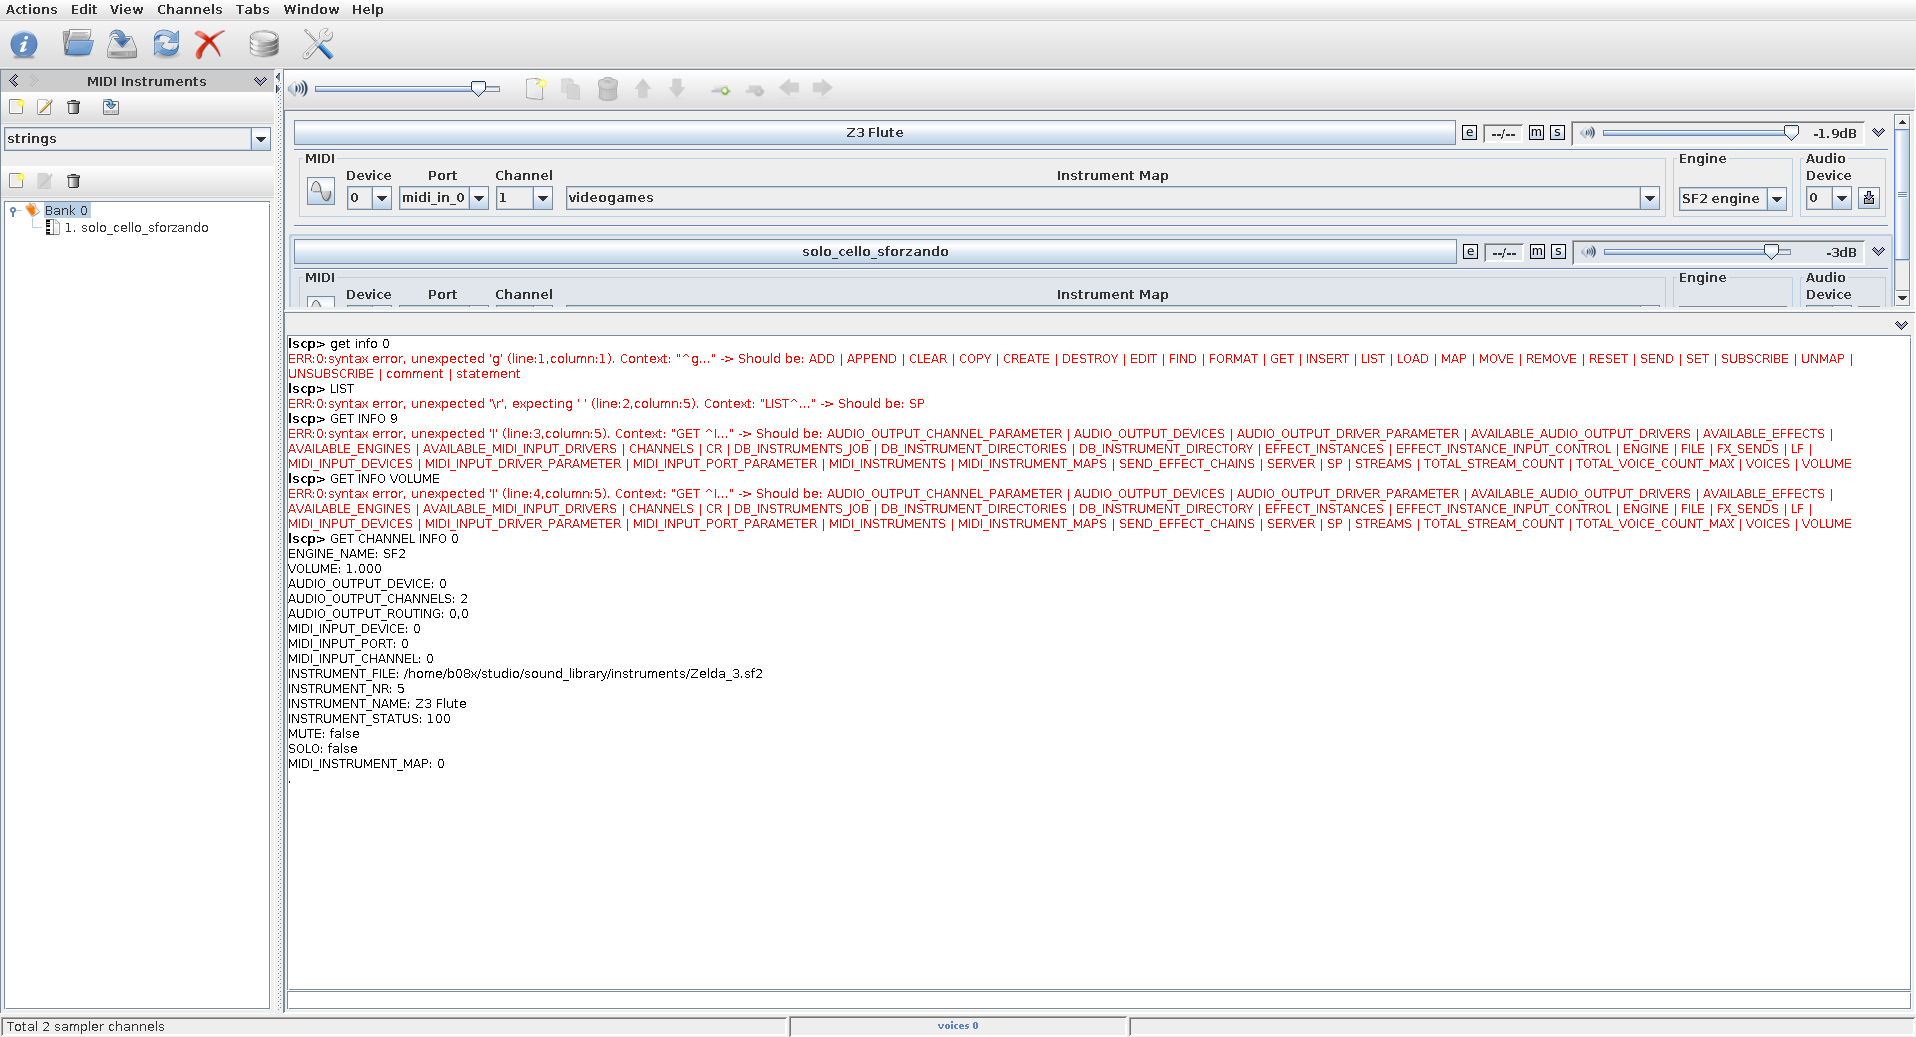 Actions Edit View Channels Tabs Window Help
MIDI Instruments
strings
Bank 0
1. solo_cello_sforzando
Z3 Flute
e --/-- m s -1.9dB
MIDI
Device Port Channel Instrument Map
0 midi_in_0 1 videogames
Engine
SF2 engine
Audio
Device
0
solo_cello_sforzando
e --/-- m s -3dB
MIDI
Device Port Channel Instrument Map
Engine
Audio
Device
lscp> get info 0
ERR:0:syntax error, unexpected 'g' (line:1,column:1). Context: "^g..." -> Should be: ADD | APPEND | CLEAR | COPY | CREATE | DESTROY | EDIT | FIND | FORMAT | GET | INSERT | LIST | LOAD | MAP | MOVE | REMOVE | RESET | SEND | SET | SUBSCRIBE | UNMAP |
UNSUBSCRIBE | comment | statement
lscp> LIST
ERR:0:syntax error, unexpected '\r', expecting ' ' (line:2,column:5). Context: "LIST^..." -> Should be: SP
lscp> GET INFO 9
ERR:0:syntax error, unexpected 'I' (line:3,column:5). Context: "GET ^I..." -> Should be: AUDIO_OUTPUT_CHANNEL_PARAMETER | AUDIO_OUTPUT_DEVICES | AUDIO_OUTPUT_DRIVER_PARAMETER | AVAILABLE_AUDIO_OUTPUT_DRIVERS | AVAILABLE_EFFECTS |
AVAILABLE_ENGINES | AVAILABLE_MIDI_INPUT_DRIVERS | CHANNELS | CR | DB_INSTRUMENTS_JOB | DB_INSTRUMENT_DIRECTORIES | DB_INSTRUMENT_DIRECTORY | EFFECT_INSTANCES | EFFECT_INSTANCE_INPUT_CONTROL | ENGINE | FILE | FX_SENDS | LF |
MIDI_INPUT_DEVICES | MIDI_INPUT_DRIVER_PARAMETER | MIDI_INPUT_PORT_PARAMETER | MIDI_INSTRUMENTS | MIDI_INSTRUMENT_MAPS | SEND_EFFECT_CHAINS | SERVER | SP | STREAMS | TOTAL_STREAM_COUNT | TOTAL_VOICE_COUNT_MAX | VOICES | VOLUME
lscp> GET INFO VOLUME
ERR:0:syntax error, unexpected 'I' (line:4,column:5). Context: "GET ^I..." -> Should be: AUDIO_OUTPUT_CHANNEL_PARAMETER | AUDIO_OUTPUT_DEVICES | AUDIO_OUTPUT_DRIVER_PARAMETER | AVAILABLE_AUDIO_OUTPUT_DRIVERS | AVAILABLE_EFFECTS |
AVAILABLE_ENGINES | AVAILABLE_MIDI_INPUT_DRIVERS | CHANNELS | CR | DB_INSTRUMENTS_JOB | DB_INSTRUMENT_DIRECTORIES | DB_INSTRUMENT_DIRECTORY | EFFECT_INSTANCES | EFFECT_INSTANCE_INPUT_CONTROL | ENGINE | FILE | FX_SENDS | LF |
MIDI_INPUT_DEVICES | MIDI_INPUT_DRIVER_PARAMETER | MIDI_INPUT_PORT_PARAMETER | MIDI_INSTRUMENTS | MIDI_INSTRUMENT_MAPS | SEND_EFFECT_CHAINS | SERVER | SP | STREAMS | TOTAL_STREAM_COUNT | TOTAL_VOICE_COUNT_MAX | VOICES | VOLUME
lscp> GET CHANNEL INFO 0
ENGINE_NAME: SF2
VOLUME: 1.000
AUDIO_OUTPUT_DEVICE: 0
AUDIO_OUTPUT_CHANNELS: 2
AUDIO_OUTPUT_ROUTING: 0,0
MIDI_INPUT_DEVICE: 0
MIDI_INPUT_PORT: 0
MIDI_INPUT_CHANNEL: 0
INSTRUMENT_FILE: /home/b08x/studio/sound_library/instruments/Zelda_3.sf2
INSTRUMENT_NR: 5
INSTRUMENT_NAME: Z3 Flute
INSTRUMENT_STATUS: 100
MUTE: false
SOLO: false
MIDI_INSTRUMENT_MAP: 0
.
Total 2 sampler channels
voices 0